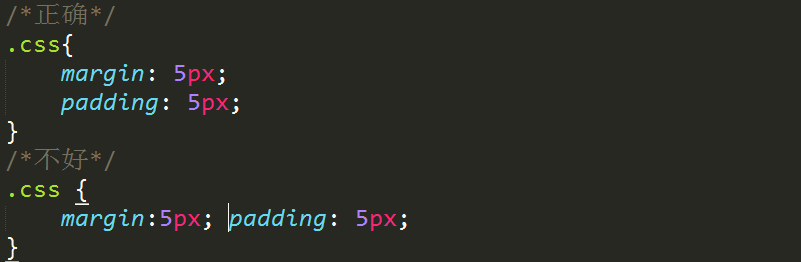 /*正确*/
.css{
    margin: 5px;
    padding: 5px;
}
/*不好*/
.css {
    margin:5px; padding: 5px;
}